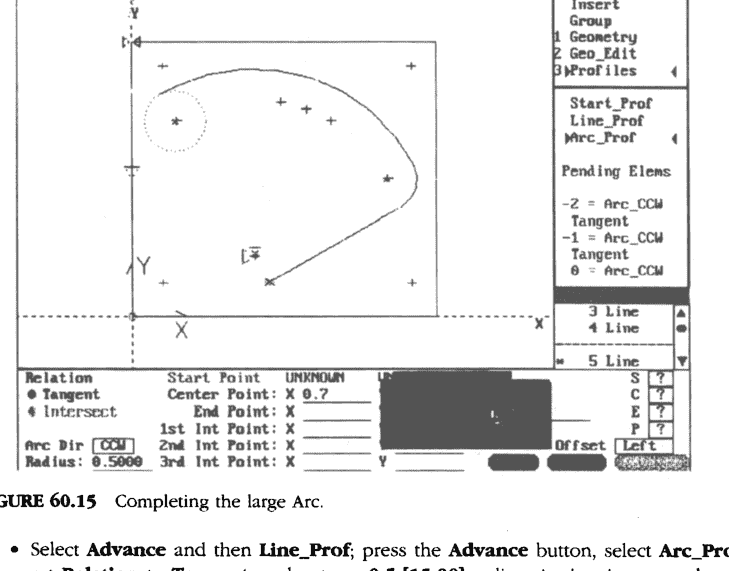 Y
Insert
Group
1 Geometry
2 Geo_Edit
3 Profiles
Start_Prof
Line_Prof
Arc_Prof
Pending Elems
-2 = Arc_CCW
Tangent
-1 = Arc_CCW
Tangent
0 = Arc_CCW
3 Line
4 Line
* 5 Line
Y
X
X
Relation
Tangent
Intersect
Arc Dir CCW
Radius: 0.5000
Start Point UNKNOWN
Center Point: X 0.7
End Point: X
1st Int Point: X
2nd Int Point: X
3rd Int Point: X Y
S ?
C ?
E ?
P ?
Offset Left
GURE 60.15 Completing the large Arc.
• Select Advance and then Line_Prof; press the Advance button, select Arc_Pro